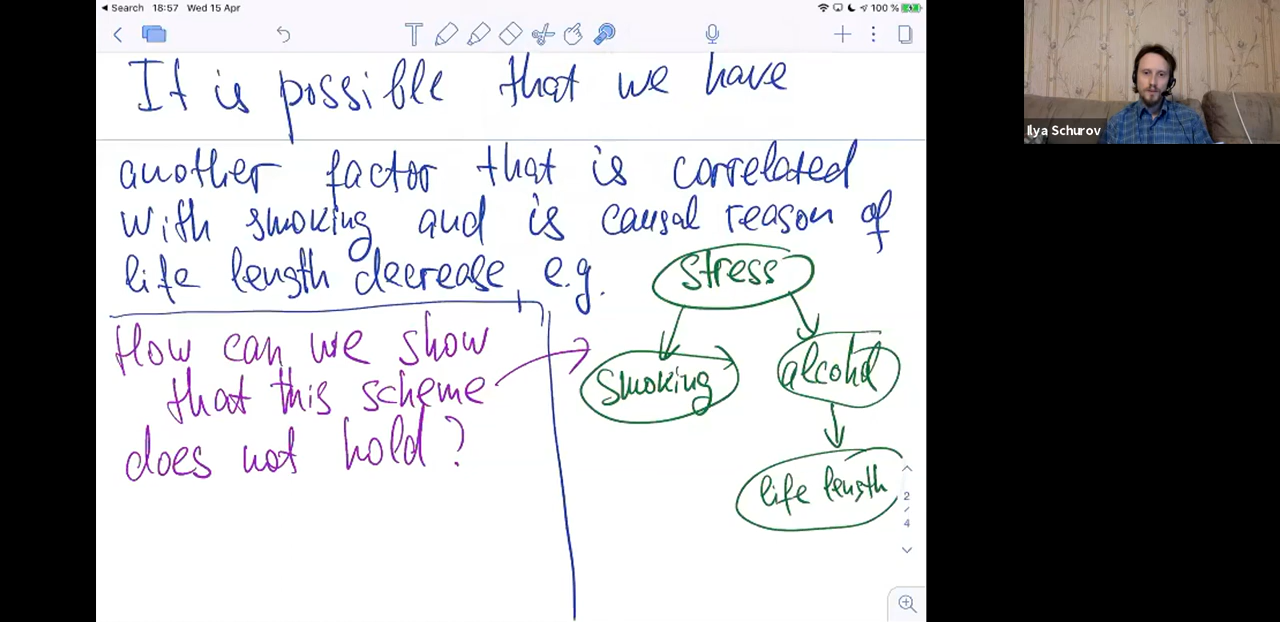 Search 18:57 Wed 15 Apr
100 %
It is possible that we have
another factor that is correlated
with smoking and is causal reason of
life length decrease, e.g.
stress
How can we show
that this scheme
does not hold?
smoking
alcohol
life length
2
/
4
Ilya Schurov